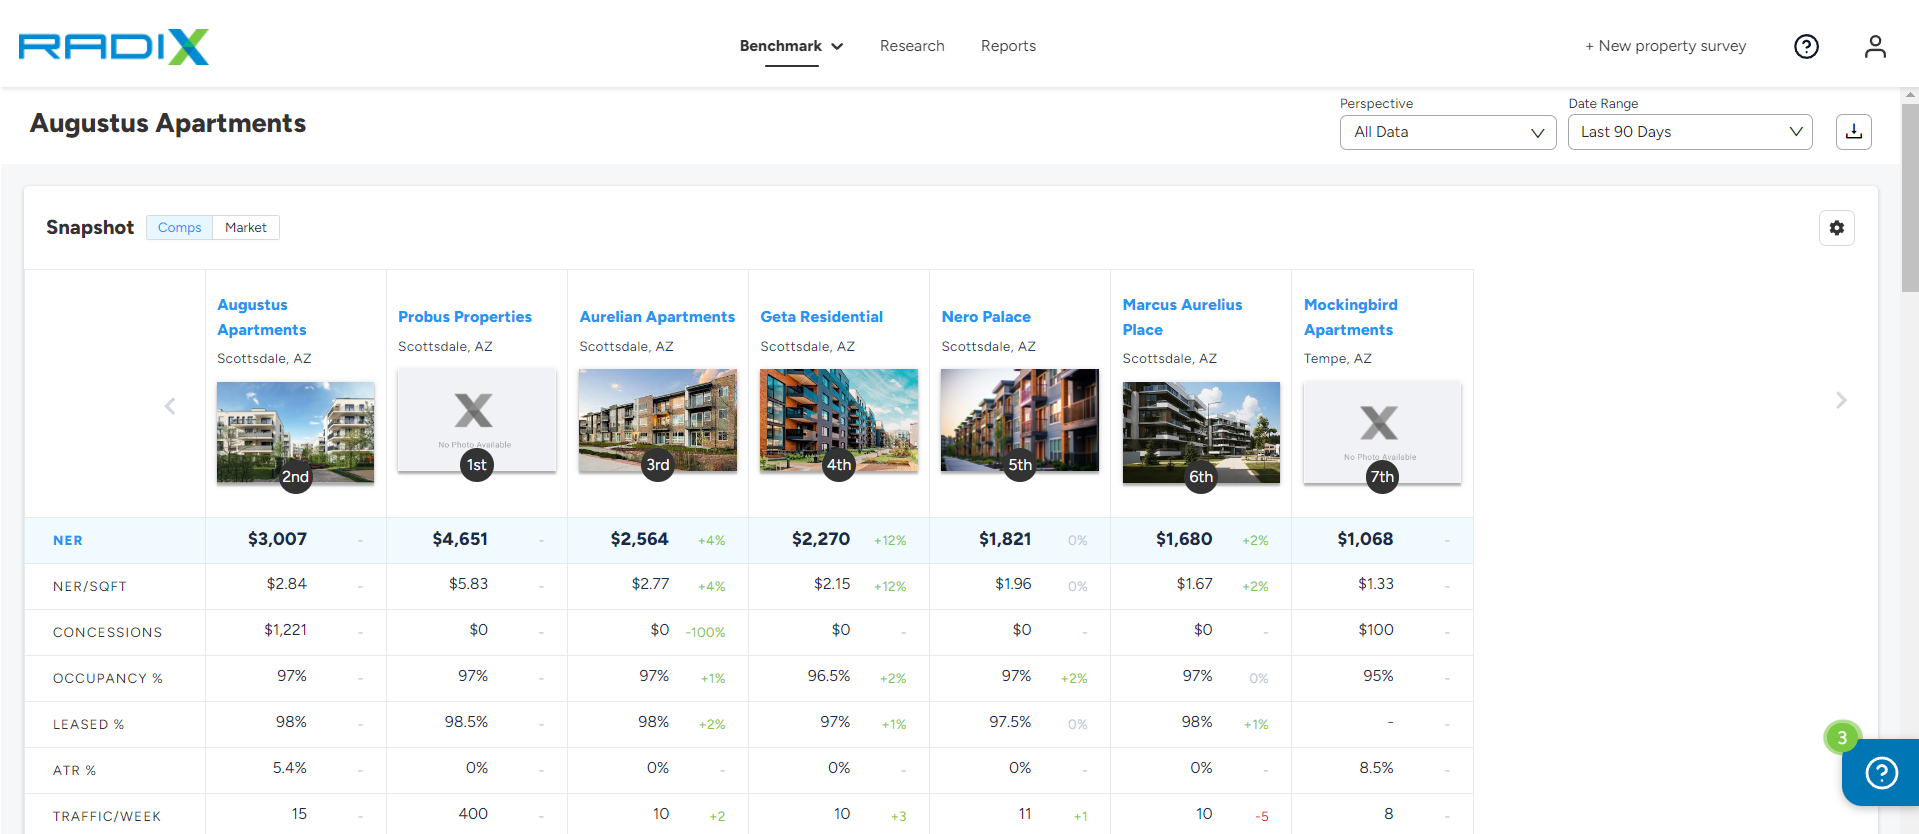 RADIX
Benchmark
Research
Reports
+ New property survey
Augustus Apartments
Perspective
All Data
Date Range
Last 90 Days
Snapshot
Comps
Market
Augustus
Apartments
Scottsdale, AZ
2nd
Probus Properties
Scottsdale, AZ
No Photo Available
1st
Aurelian Apartments
Scottsdale, AZ
3rd
Geta Residential
Scottsdale, AZ
4th
Nero Palace
Scottsdale, AZ
5th
Marcus Aurelius
Place
Scottsdale, AZ
6th
Mockingbird
Apartments
Tempe, AZ
No Photo Available
7th
NER $3,007 - $4,651 - $2,564 +4% $2,270 +12% $1,821 0% $1,680 +2% $1,068 -
NER/SQFT $2.84 - $5.83 - $2.77 +4% $2.15 +12% $1.96 0% $1.67 +2% $1.33 -
CONCESSIONS $1,221 - $0 - $0 -100% $0 - $0 - $0 - $100 -
OCCUPANCY % 97% - 97% - 97% +1% 96.5% +2% 97% +2% 97% 0% 95% -
LEASED % 98% - 98.5% - 98% +2% 97% +1% 97.5% 0% 98% +1% - -
ATR % 5.4% - 0% - 0% - 0% - 0% - 0% - 8.5% -
TRAFFIC/WEEK 15 - 400 - 10 +2 10 +3 11 +1 10 -5 8 -
3